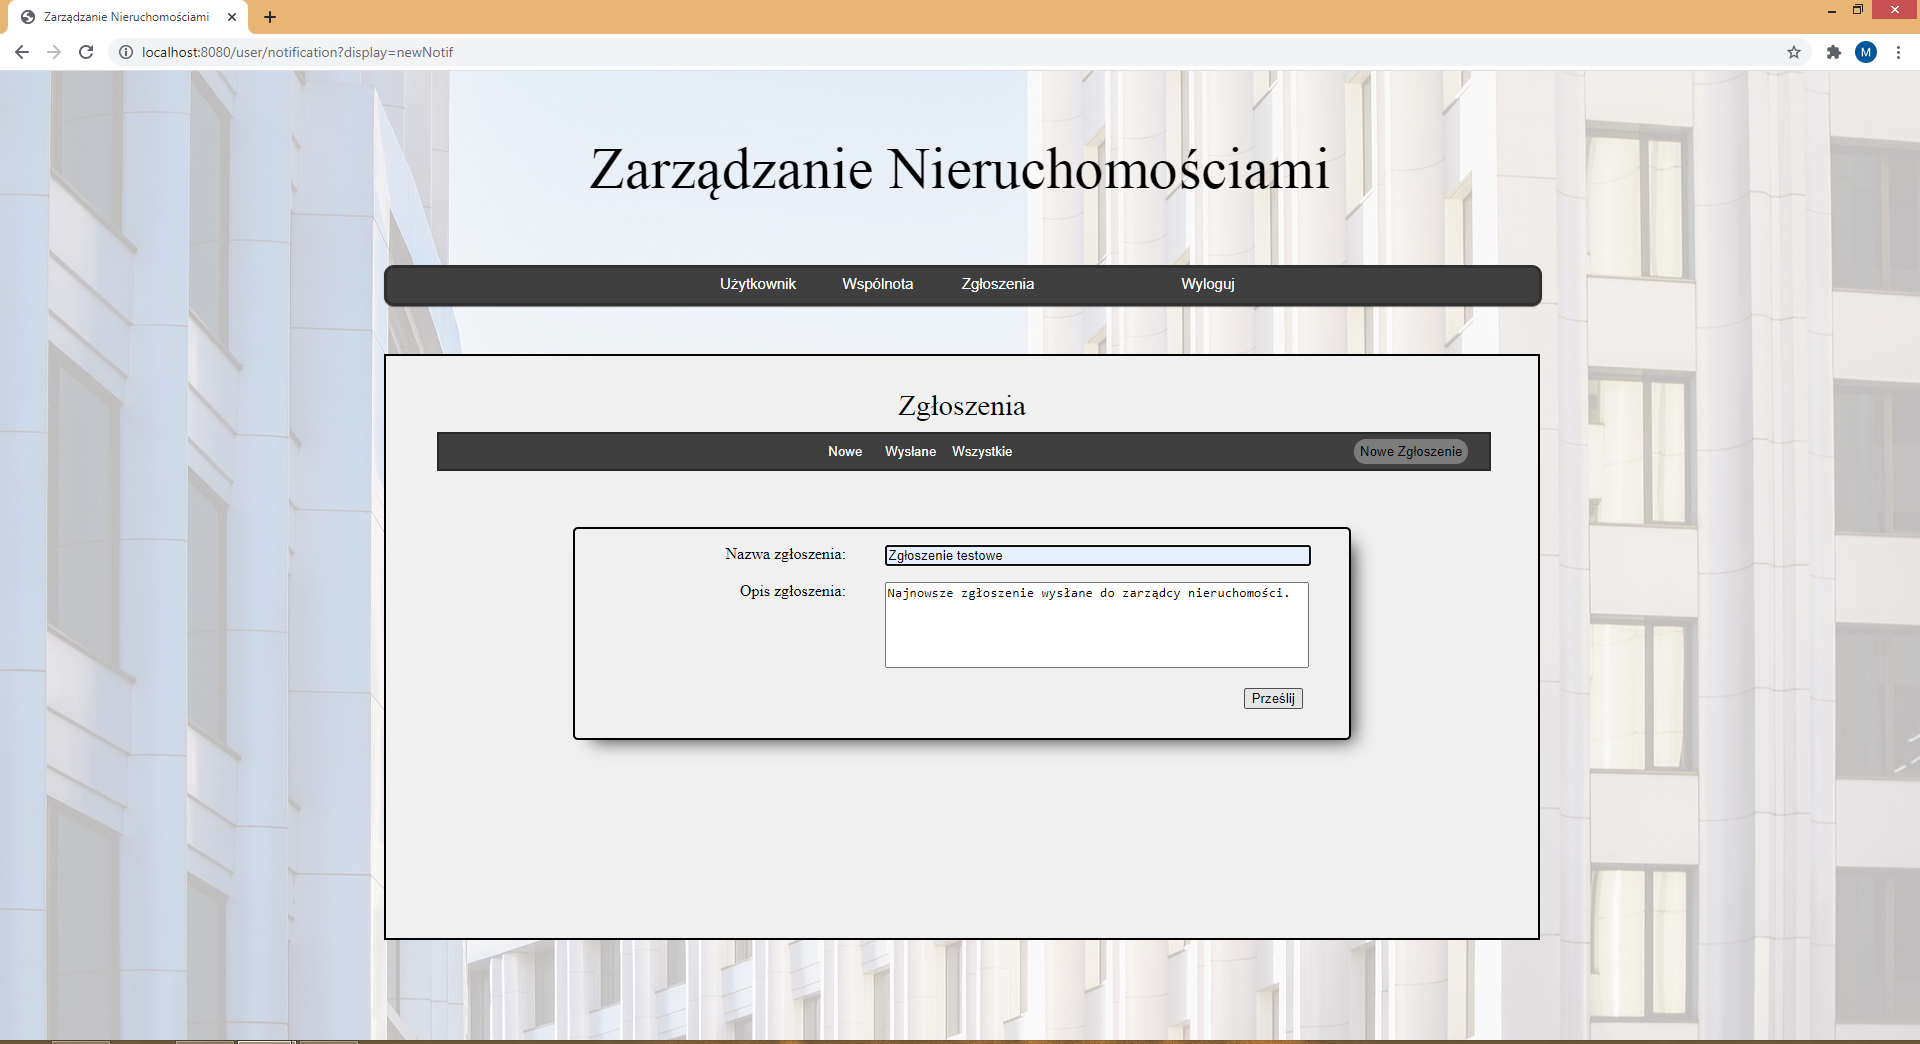 Zarządzanie Nieruchomościami
localhost:8080/user/notification?display=newNotif
M
Zarządzanie Nieruchomościami
Użytkownik Wspólnota Zgłoszenia Wyloguj
Zgłoszenia
Nowe Wysłane Wszystkie Nowe Zgłoszenie
Nazwa zgłoszenia: Zgłoszenie testowe
Opis zgłoszenia: Najnowsze zgłoszenie wysłane do zarządcy nieruchomości.
Prześlij